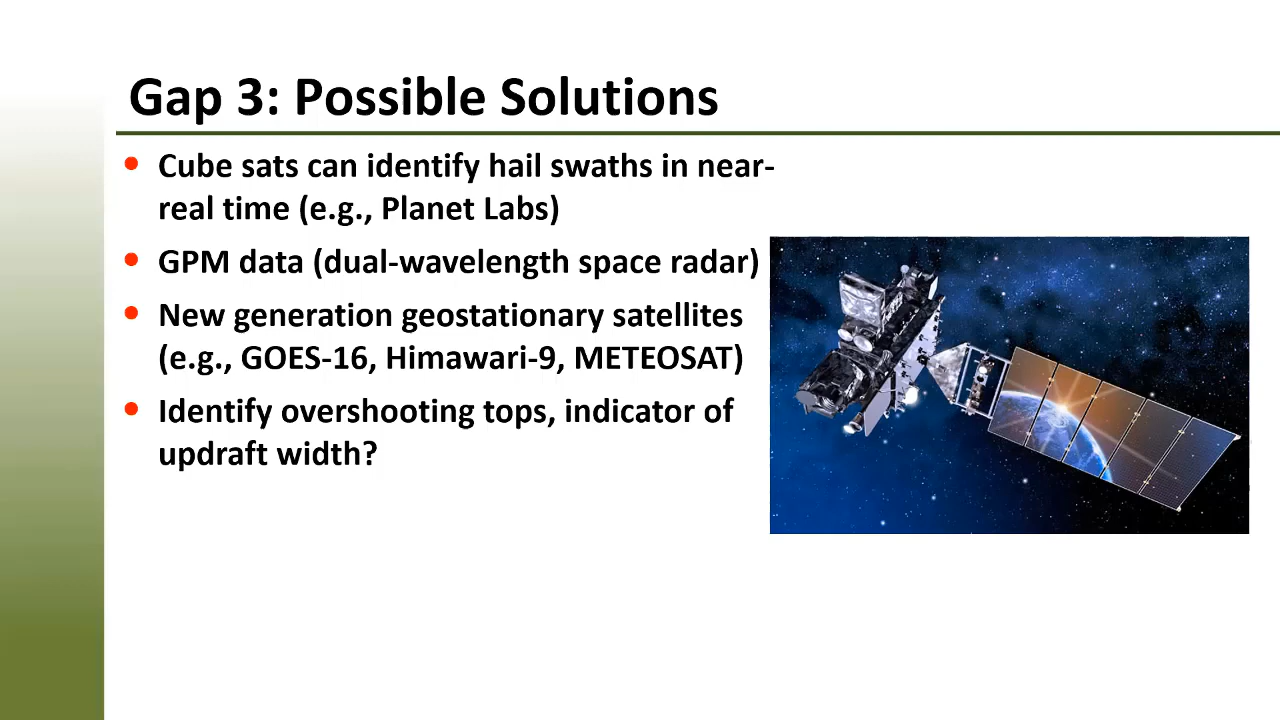 Gap 3: Possible Solutions
• Cube sats can identify hail swaths in near-
real time (e.g., Planet Labs)
• GPM data (dual-wavelength space radar)
• New generation geostationary satellites
(e.g., GOES-16, Himawari-9, METEOSAT)
• Identify overshooting tops, indicator of
updraft width?